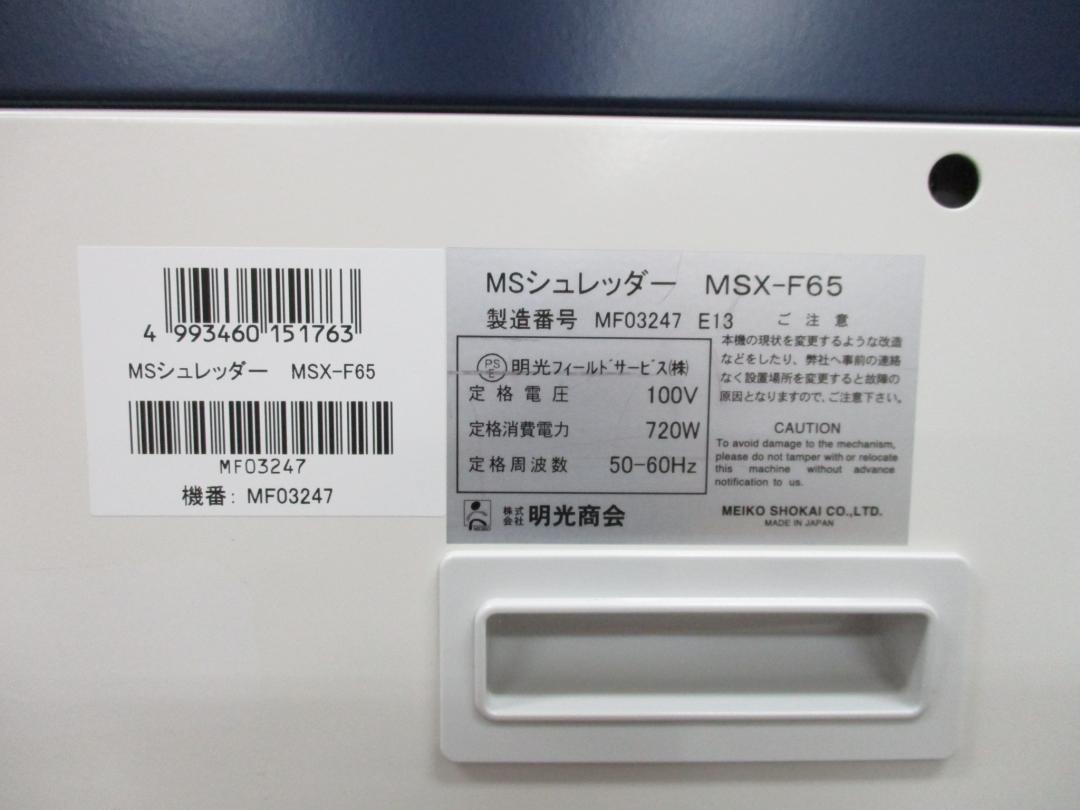 4 993460 151763
MSシュレッダー MSX-F65
MF03247
機番: MF03247
MSシュレッダー MSX-F65
製造番号 MF03247 E13
PS
E
明光フィールドサービス(株)
定格電圧 100V
定格消費電力 720W
定格周波数 50-60Hz
株式
会社
明光商会
ご注意
本機の現状を変更するような改造
などをしたり、弊社へ事前の連絡
なく設置場所を変更すると故障の
原因となりますので、ご注意下さい。
CAUTION
To avoid damage to the mechanism,
please do not tamper with or relocate
this machine without advance
notification to us.
MEIKO SHOKAI CO.,LTD.
MADE IN JAPAN